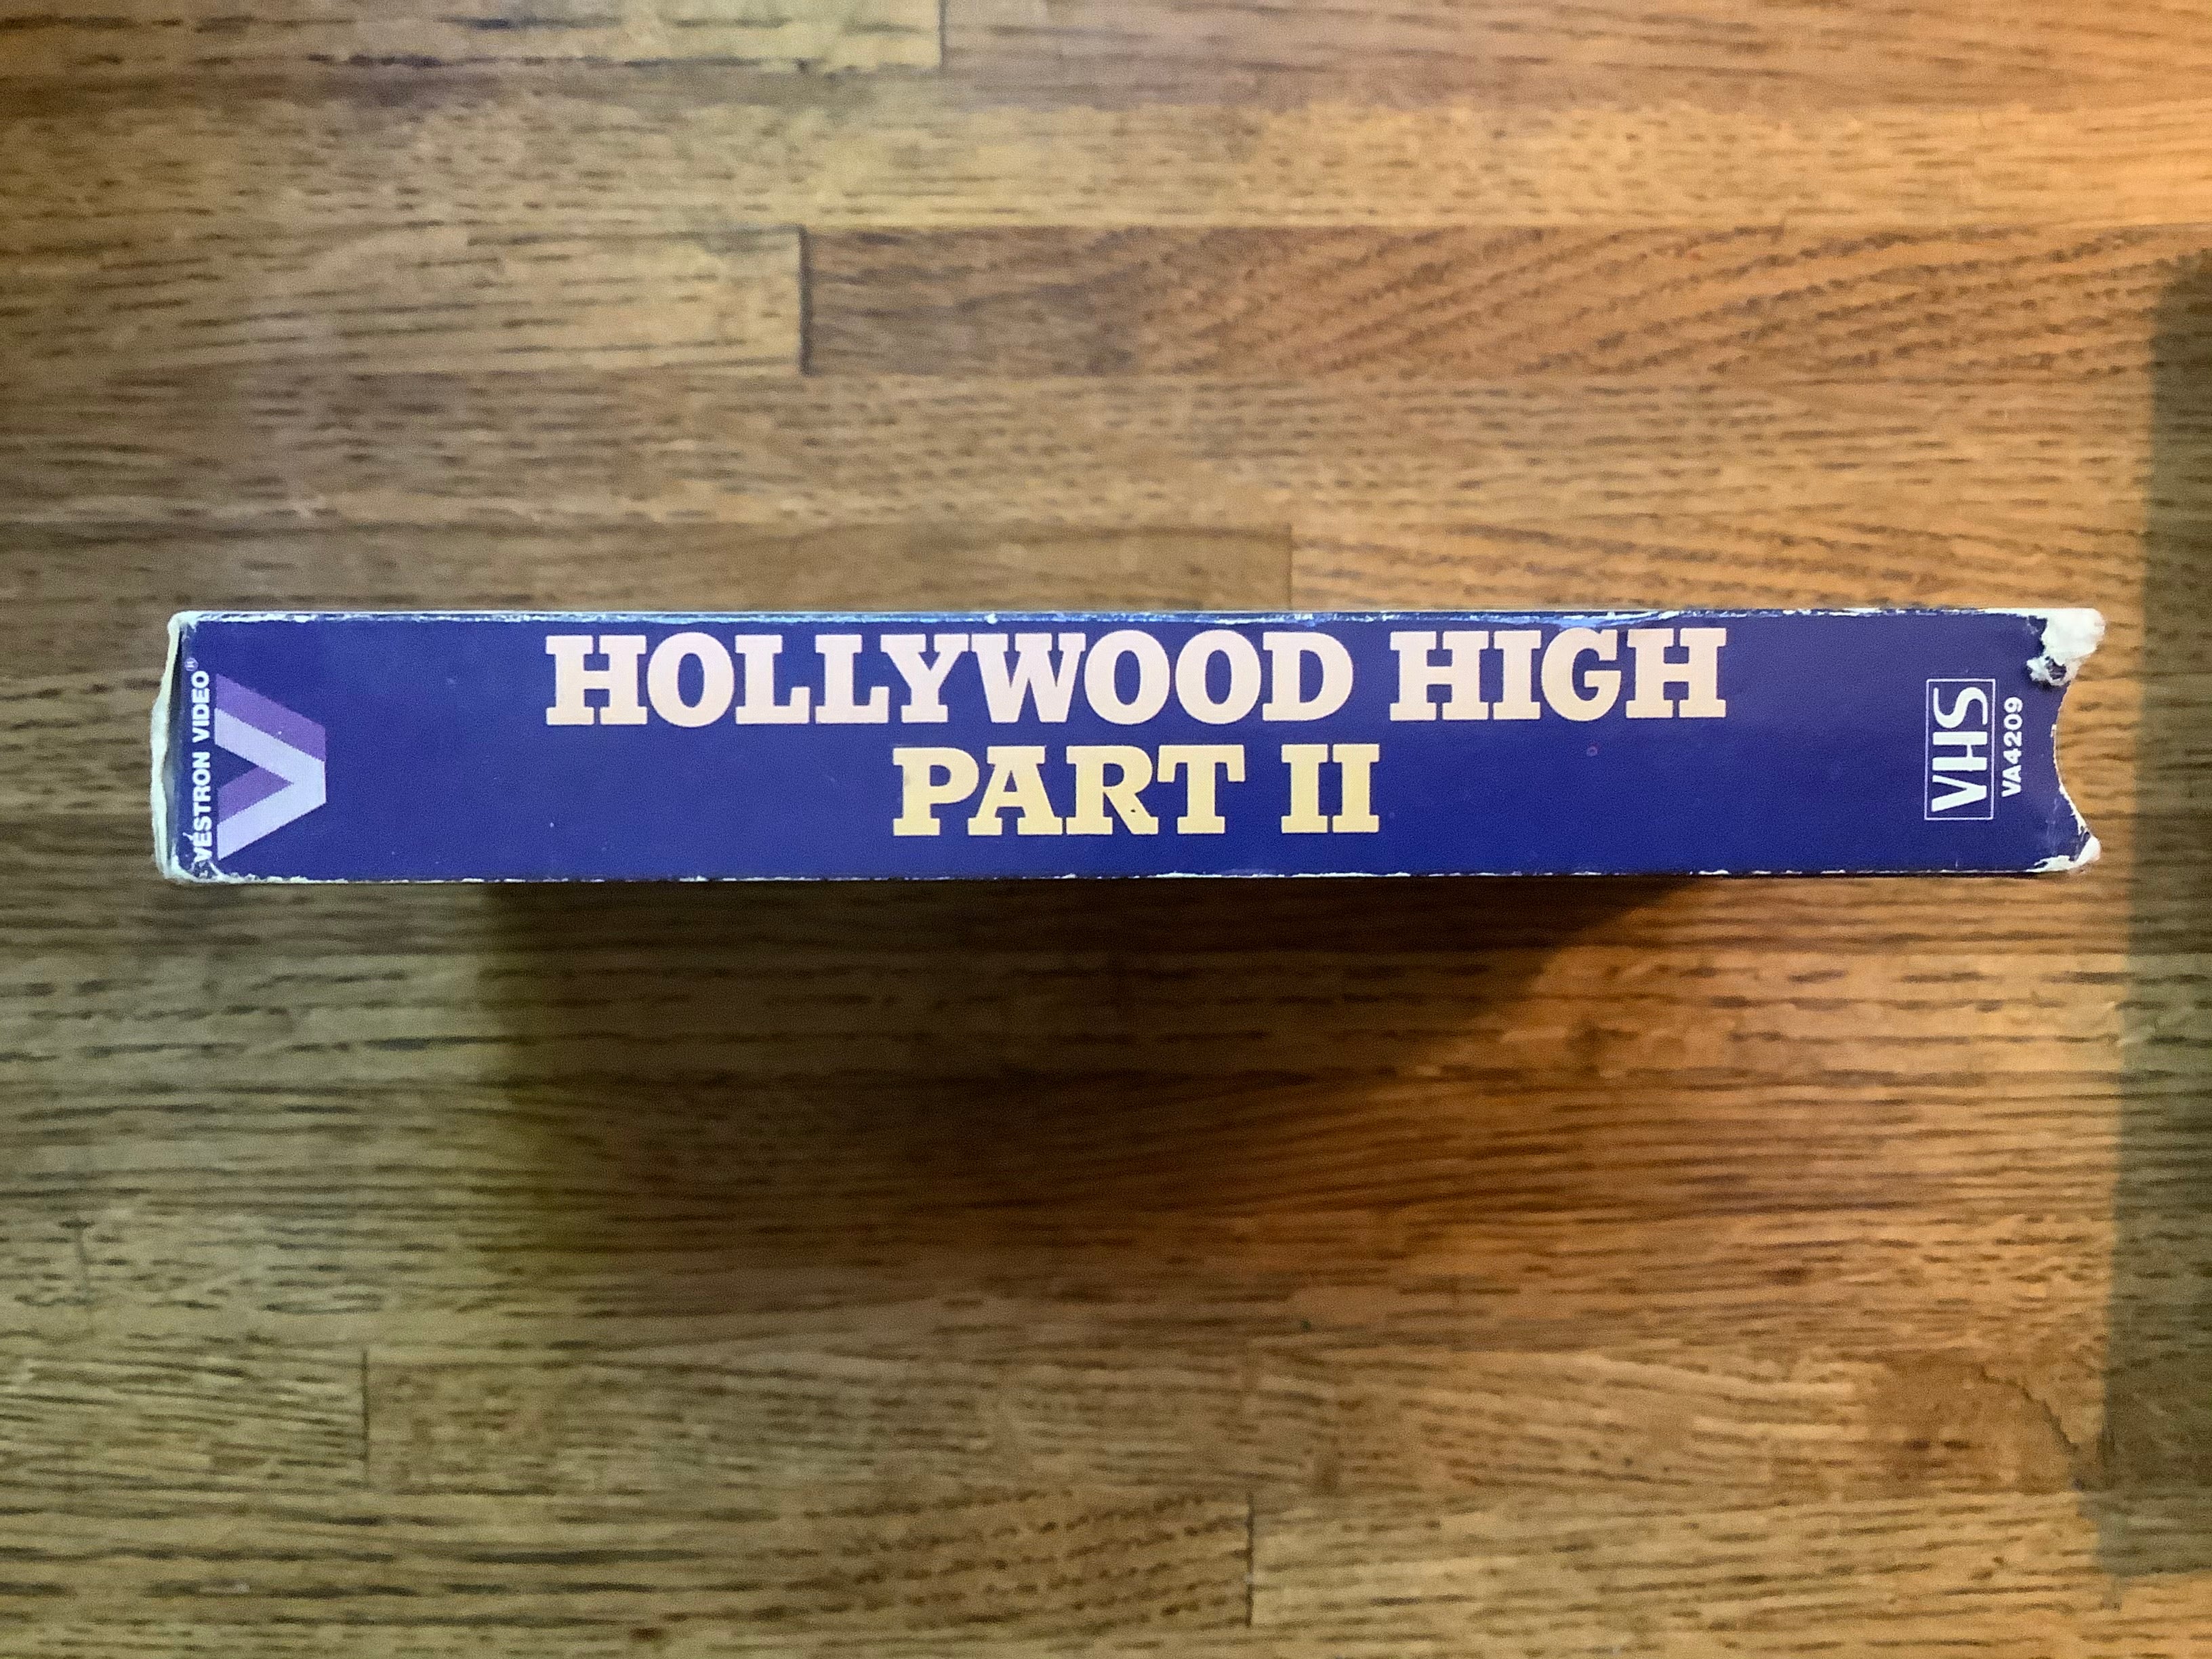 VESTRON VIDEO®
HOLLYWOOD HIGH
PART II
VHS
VA4209